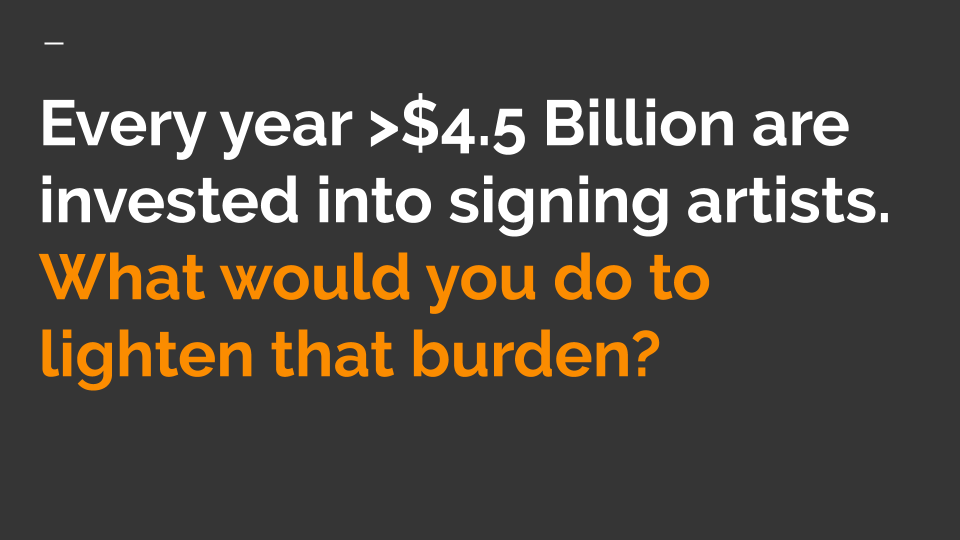 Every year >$4.5 Billion are
invested into signing artists.
What would you do to
lighten that burden?